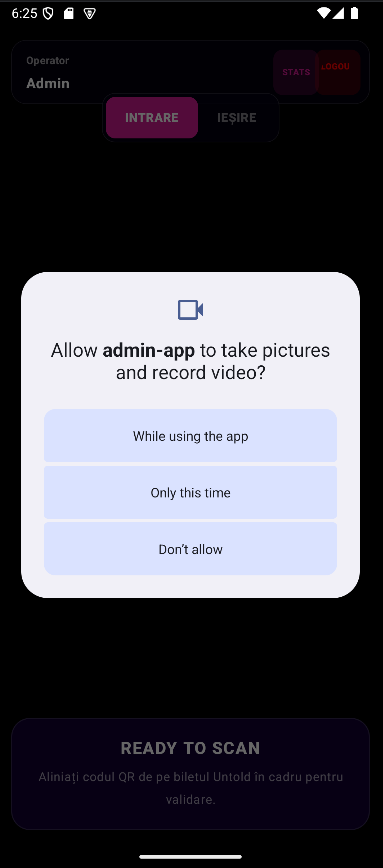 6:25
Operator
Admin
STATS
LOGOU
INTRARE
IEȘIRE
Allow admin-app to take pictures
and record video?
While using the app
Only this time
Don't allow
READY TO SCAN
Aliniați codul QR de pe biletul Untold în cadru pentru
validare.